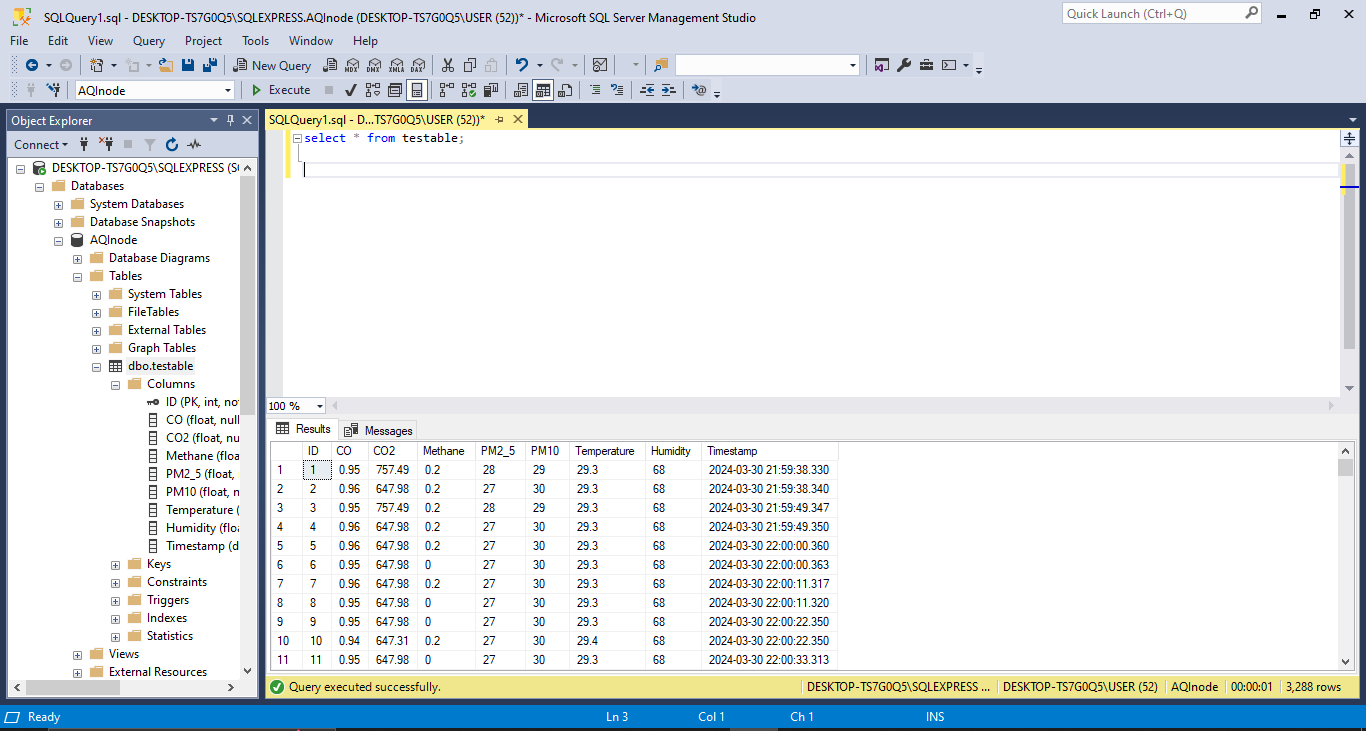 SQLQuery1.sql - DESKTOP-TS7G0Q5\SQLEXPRESS.AQInode (DESKTOP-TS7G0Q5\USER (52))* - Microsoft SQL Server Management Studio
Quick Launch (Ctrl+Q)
File Edit View Query Project Tools Window Help
New Query MDX DMX XMLA DAX
AQInode Execute
Object Explorer
SQLQuery1.sql - D...TS7G0Q5\USER (52))*
Connect
select * from testable;
DESKTOP-TS7G0Q5\SQLEXPRESS (S
Databases
System Databases
Database Snapshots
AQInode
Database Diagrams
Tables
System Tables
FileTables
External Tables
Graph Tables
dbo.testable
Columns
ID (PK, int, no
CO (float, null
CO2 (float, nu
Methane (floa
PM2_5 (float,
PM10 (float, n
Temperature (
Humidity (floa
Timestamp (d
Keys
Constraints
Triggers
Indexes
Statistics
Views
External Resources
100 %
Results Messages
ID CO CO2 Methane PM2_5 PM10 Temperature Humidity Timestamp
1 1 0.95 757.49 0.2 28 29 29.3 68 2024-03-30 21:59:38.330
2 2 0.96 647.98 0.2 27 30 29.3 68 2024-03-30 21:59:38.340
3 3 0.95 757.49 0.2 28 29 29.3 68 2024-03-30 21:59:49.347
4 4 0.96 647.98 0.2 27 30 29.3 68 2024-03-30 21:59:49.350
5 5 0.96 647.98 0.2 27 30 29.3 68 2024-03-30 22:00:00.360
6 6 0.95 647.98 0 27 30 29.3 68 2024-03-30 22:00:00.363
7 7 0.96 647.98 0.2 27 30 29.3 68 2024-03-30 22:00:11.317
8 8 0.95 647.98 0 27 30 29.3 68 2024-03-30 22:00:11.320
9 9 0.95 647.98 0 27 30 29.3 68 2024-03-30 22:00:22.350
10 10 0.94 647.31 0.2 27 30 29.4 68 2024-03-30 22:00:22.350
11 11 0.95 647.98 0 27 30 29.3 68 2024-03-30 22:00:33.313
Query executed successfully. DESKTOP-TS7G0Q5\SQLEXPRESS ... DESKTOP-TS7G0Q5\USER (52) AQInode 00:00:01 3,288 rows
Ready Ln 3 Col 1 Ch 1 INS